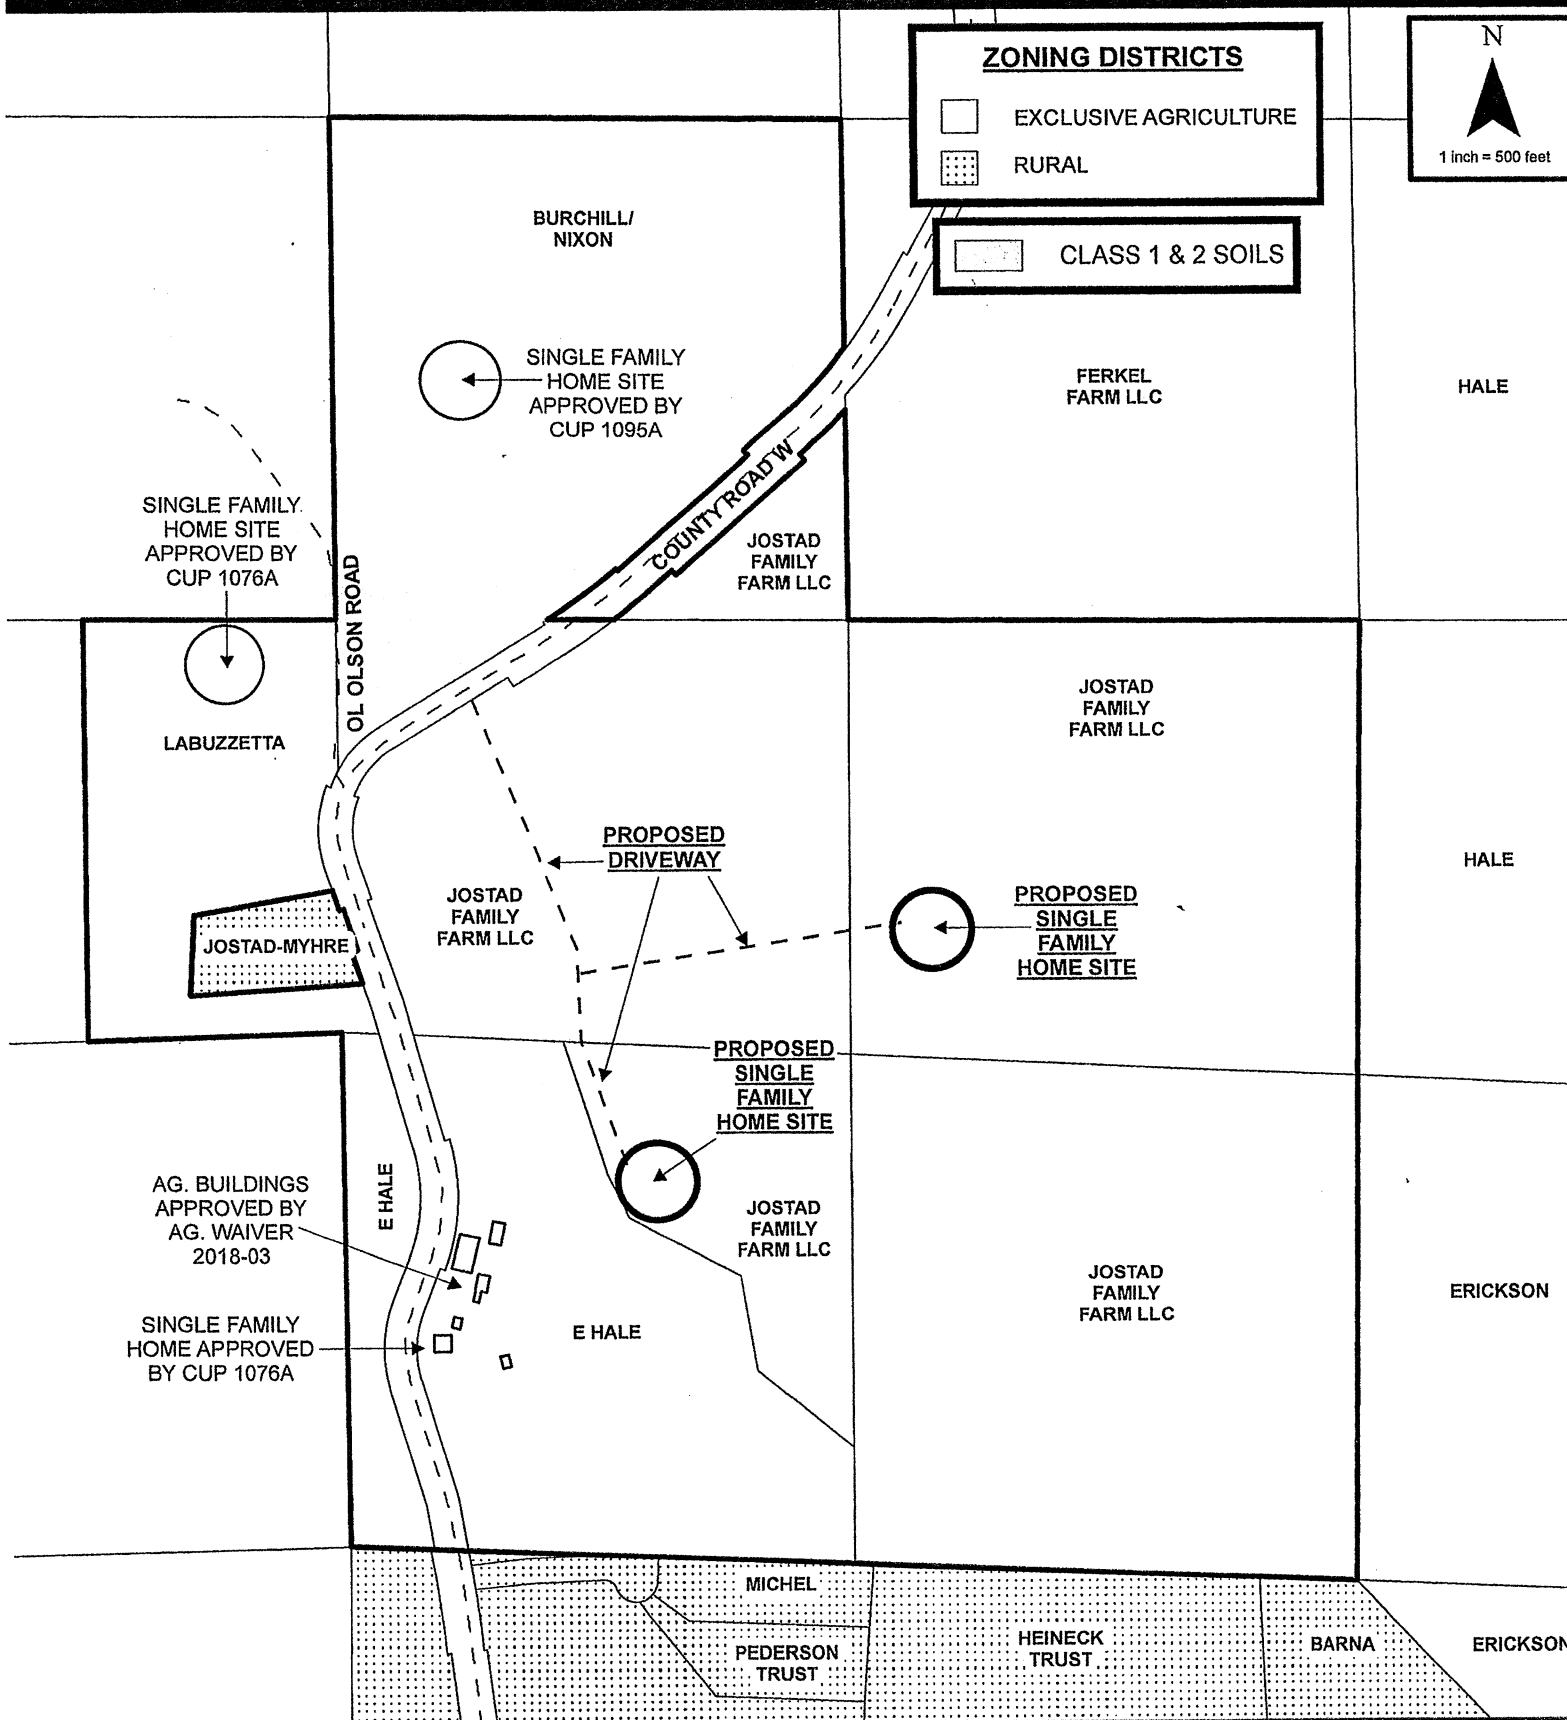 ZONING DISTRICTS
EXCLUSIVE AGRICULTURE
RURAL
N
1 inch = 500 feet
CLASS 1 & 2 SOILS
BURCHILL/
NIXON
SINGLE FAMILY
HOME SITE
APPROVED BY
CUP 1095A
FERKEL
FARM LLC
HALE
COUNTY ROAD W
SINGLE FAMILY
HOME SITE
APPROVED BY
CUP 1076A
JOSTAD
FAMILY
FARM LLC
OL OLSON ROAD
LABUZZETTA
JOSTAD
FAMILY
FARM LLC
PROPOSED
DRIVEWAY
HALE
JOSTAD
FAMILY
FARM LLC
PROPOSED
SINGLE
FAMILY
HOME SITE
JOSTAD-MYHRE
PROPOSED
SINGLE
FAMILY
HOME SITE
E HALE
AG. BUILDINGS
APPROVED BY
AG. WAIVER
2018-03
JOSTAD
FAMILY
FARM LLC
JOSTAD
FAMILY
FARM LLC
ERICKSON
SINGLE FAMILY
HOME APPROVED
BY CUP 1076A
E HALE
MICHEL
PEDERSON
TRUST
HEINECK
TRUST
BARNA
ERICKSON